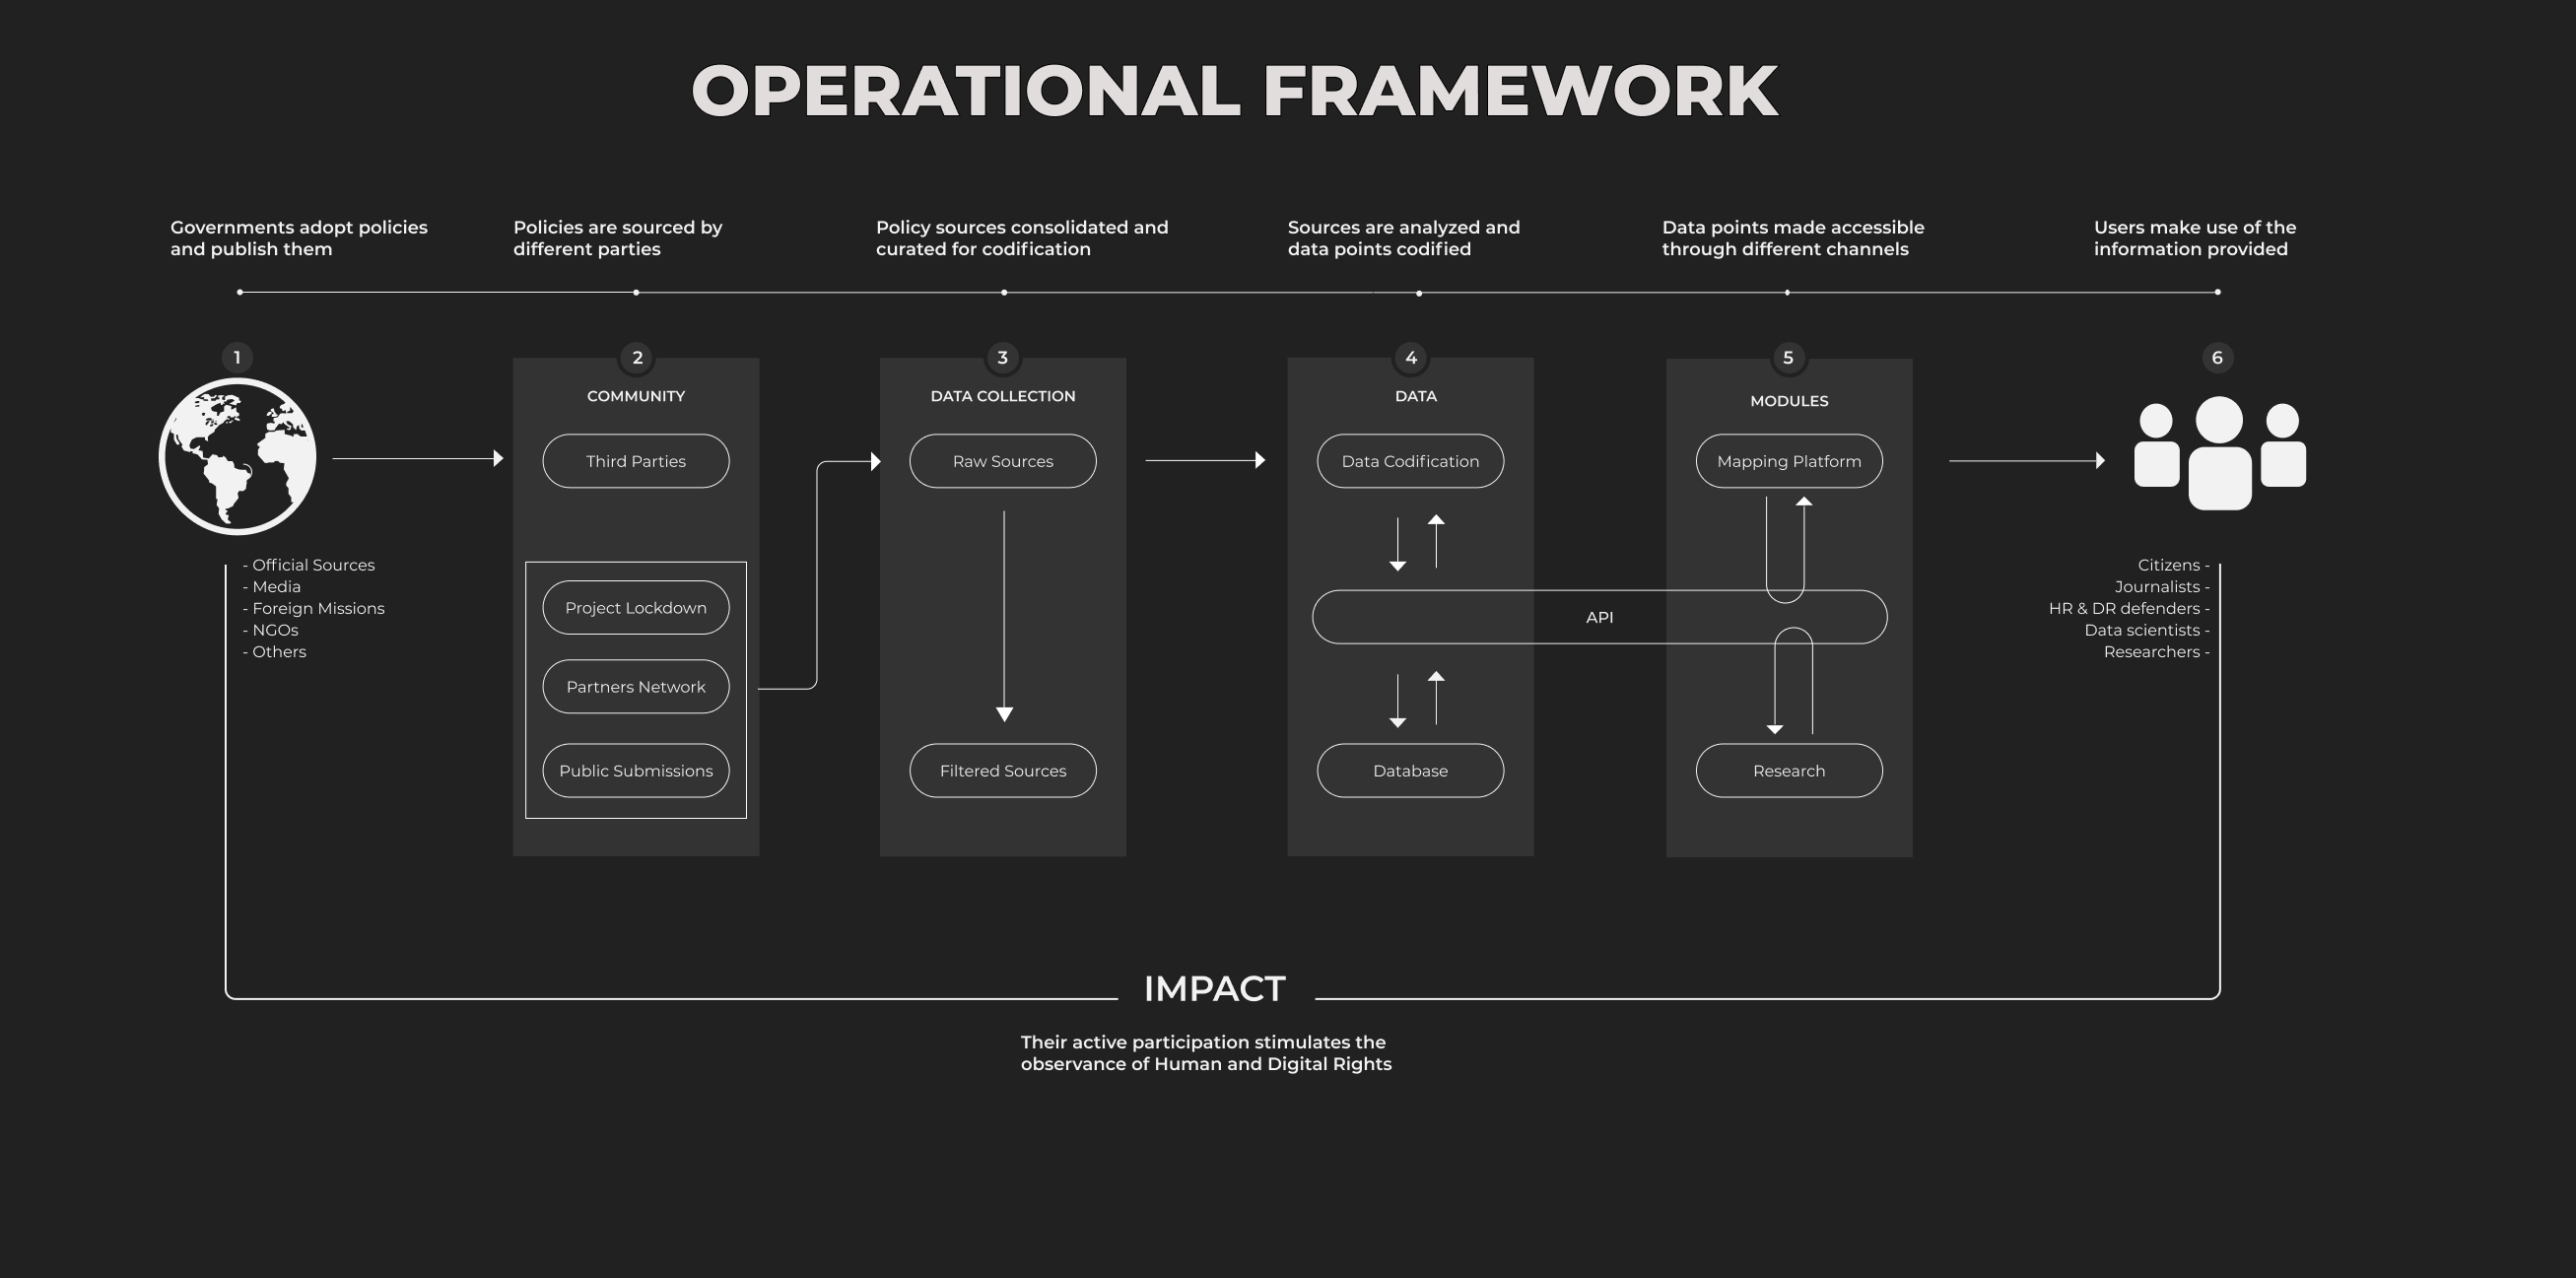 OPERATIONAL FRAMEWORK
Governments adopt policies
and publish them
Policies are sourced by
different parties
Policy sources consolidated and
curated for codification
Sources are analyzed and
data points codified
Data points made accessible
through different channels
Users make use of the
information provided
1
- Official Sources
- Media
- Foreign Missions
- NGOs
- Others
2
COMMUNITY
Third Parties
Project Lockdown
Partners Network
Public Submissions
3
DATA COLLECTION
Raw Sources
Filtered Sources
4
DATA
Data Codification
API
Database
5
MODULES
Mapping Platform
Research
6
Citizens -
Journalists -
HR & DR defenders -
Data scientists -
Researchers -
IMPACT
Their active participation stimulates the
observance of Human and Digital Rights